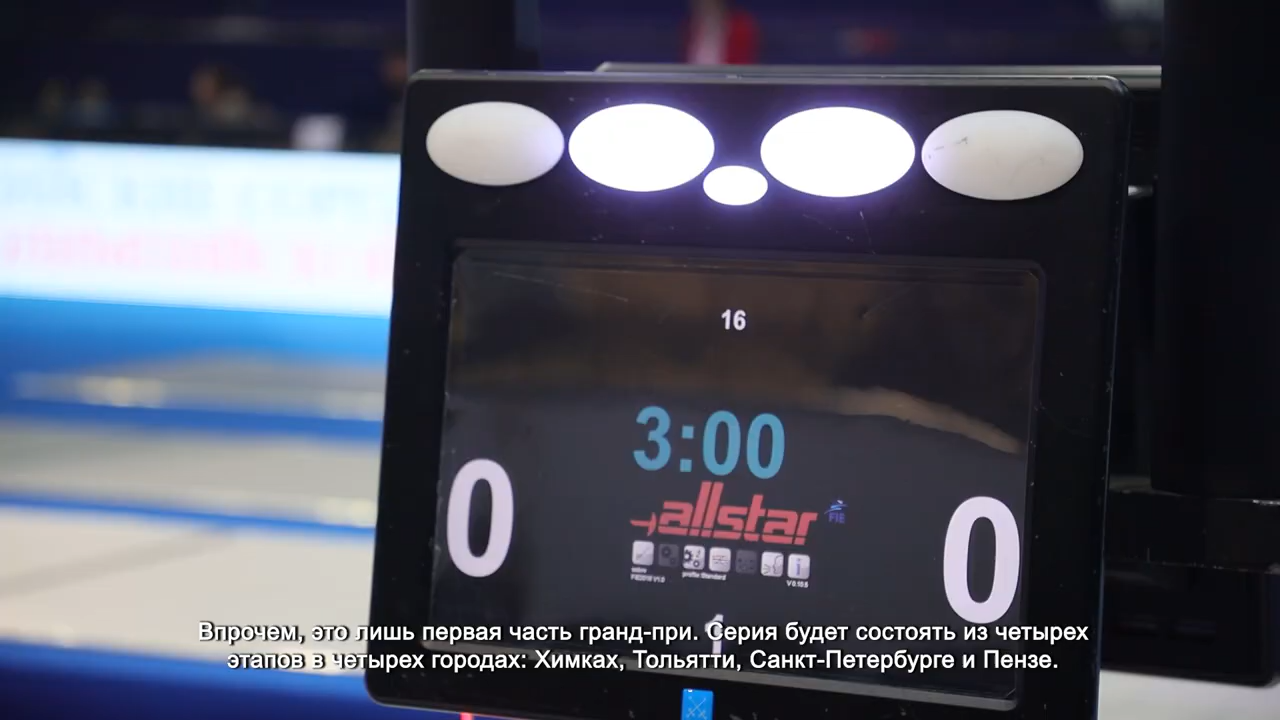 16
3:00
0
0
allstar
FIE
1
Впрочем, это лишь первая часть гранд-при. Серия будет состоять из четырех
этапов в четырех городах: Химках, Тольятти, Санкт-Петербурге и Пензе.